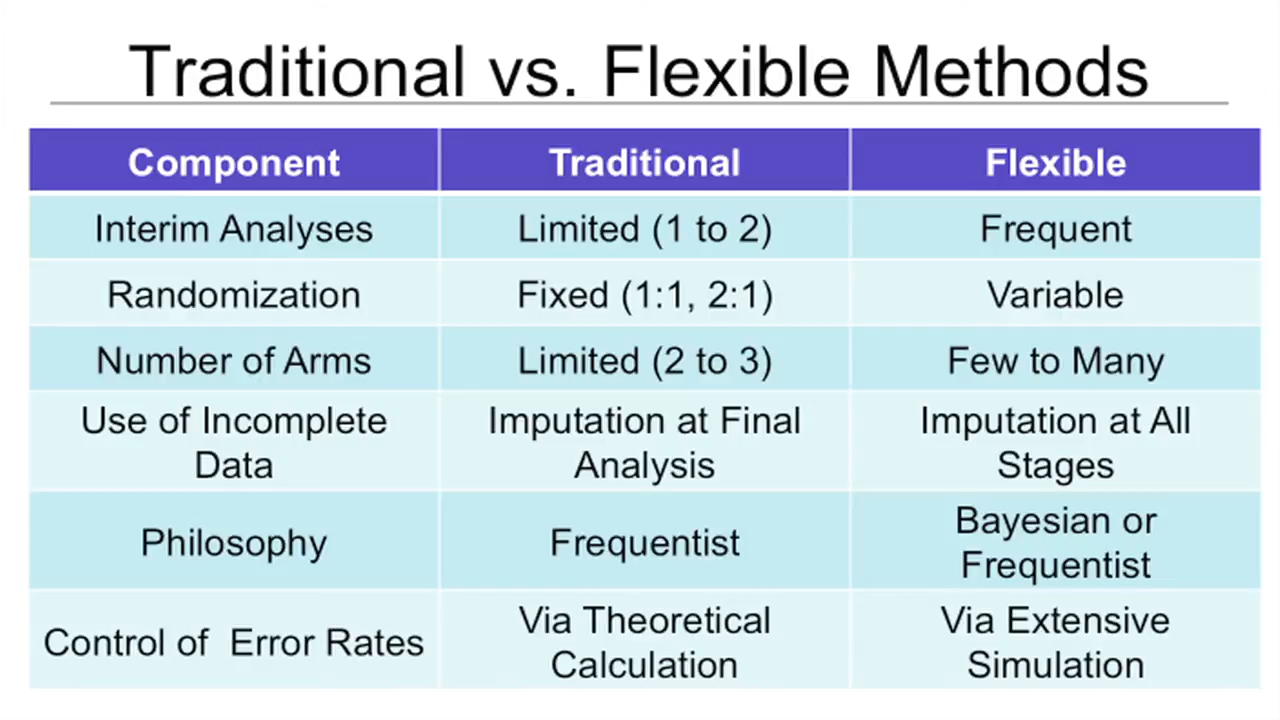 Traditional vs. Flexible Methods
Component Traditional Flexible
Interim Analyses Limited (1 to 2) Frequent
Randomization Fixed (1:1, 2:1) Variable
Number of Arms Limited (2 to 3) Few to Many
Use of Incomplete
Data
Imputation at Final
Analysis
Imputation at All
Stages
Philosophy Frequentist
Bayesian or
Frequentist
Control of  Error Rates
Via Theoretical
Calculation
Via Extensive
Simulation